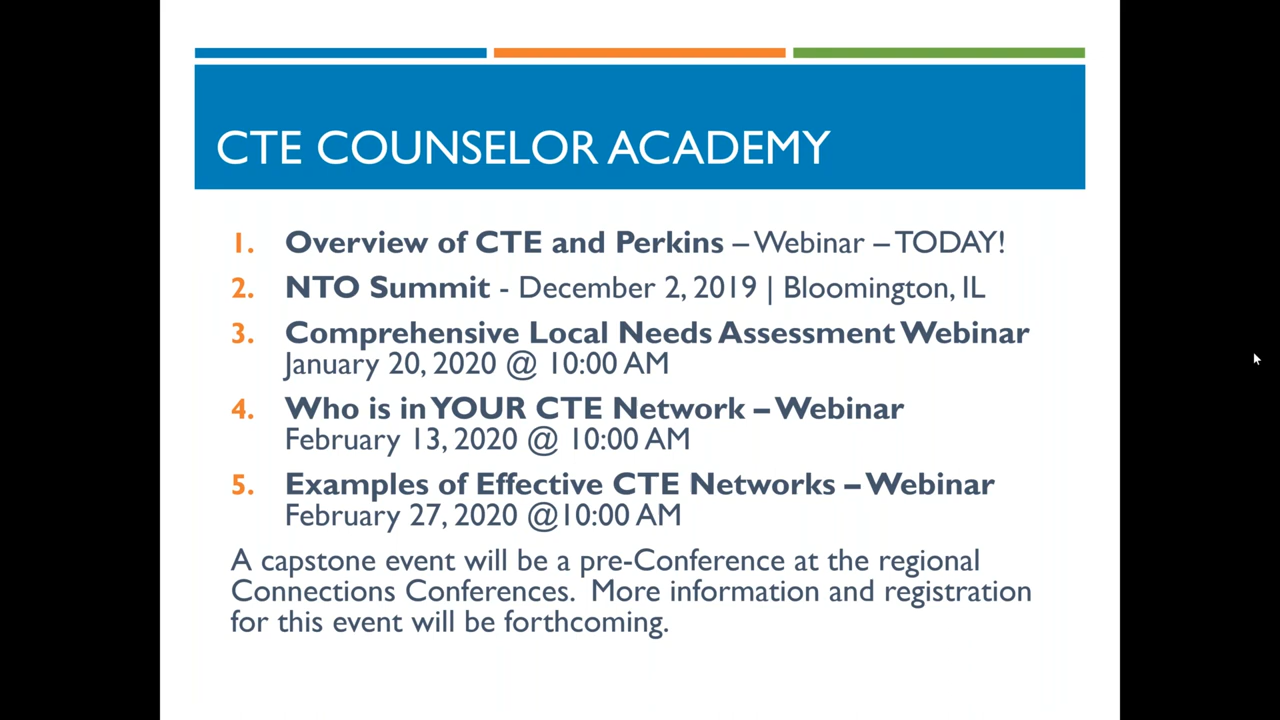 CTE COUNSELOR ACADEMY
1. Overview of CTE and Perkins – Webinar – TODAY!
2. NTO Summit - December 2, 2019 | Bloomington, IL
3. Comprehensive Local Needs Assessment Webinar
January 20, 2020 @ 10:00 AM
4. Who is in YOUR CTE Network – Webinar
February 13, 2020 @ 10:00 AM
5. Examples of Effective CTE Networks – Webinar
February 27, 2020 @10:00 AM
A capstone event will be a pre-Conference at the regional
Connections Conferences.  More information and registration
for this event will be forthcoming.